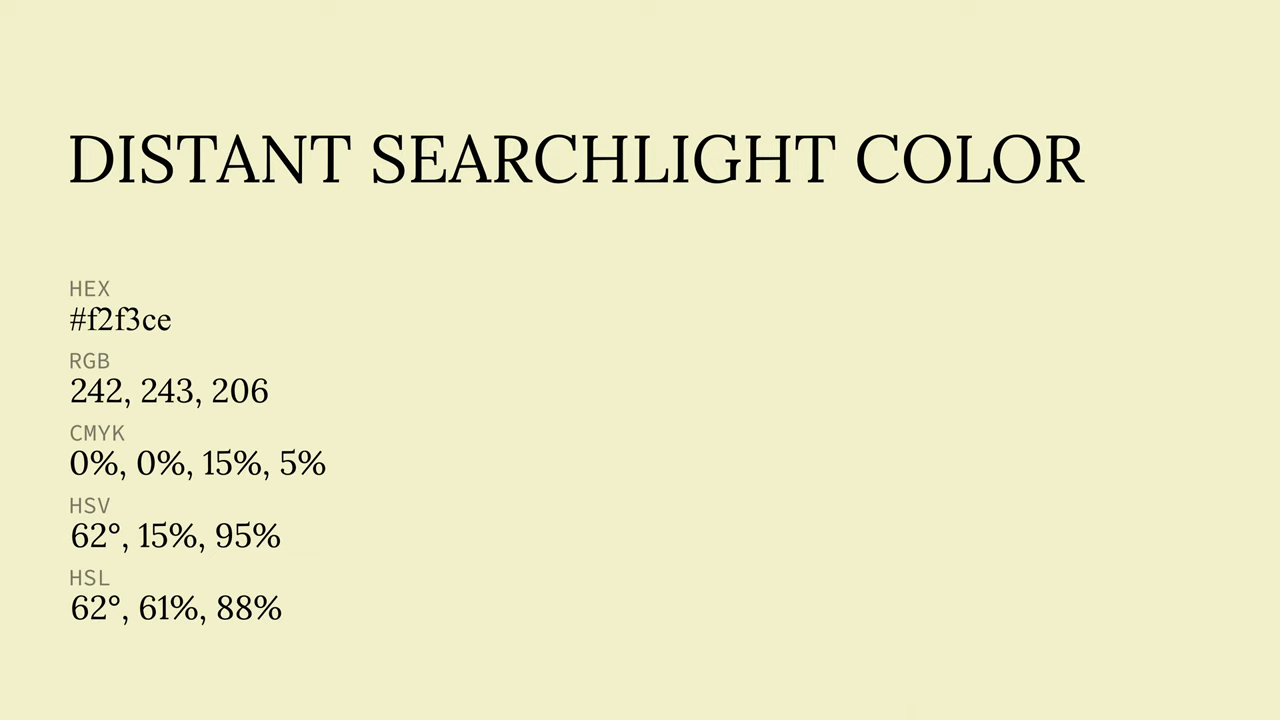 DISTANT SEARCHLIGHT COLOR
HEX
#f2f3ce
RGB
242, 243, 206
CMYK
0%, 0%, 15%, 5%
HSV
62°, 15%, 95%
HSL
62°, 61%, 88%